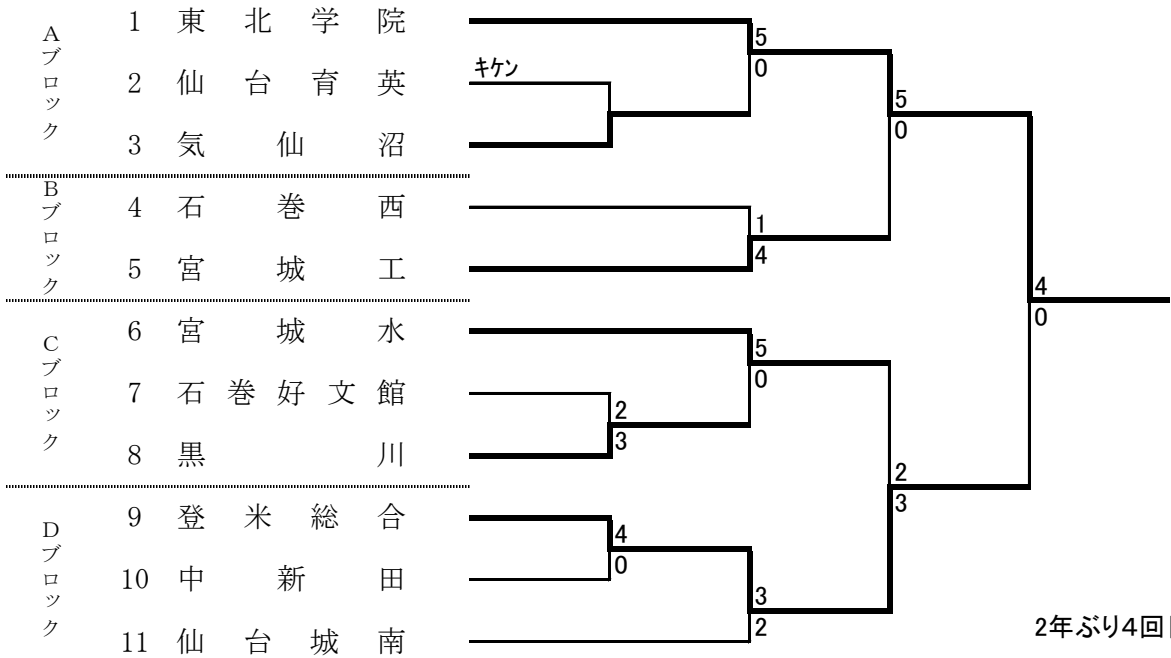 Aブロック
1 東北学院
2 仙台育英
キケン
3 気仙沼
5
0
5
0
Bブロック
4 石巻西
5 宮城工
1
4
4
0
Cブロック
6 宮城水
7 石巻好文館
8 黒川
5
0
2
3
2
3
Dブロック
9 登米総合
10 中新田
11 仙台城南
4
0
3
2
2年ぶり4回